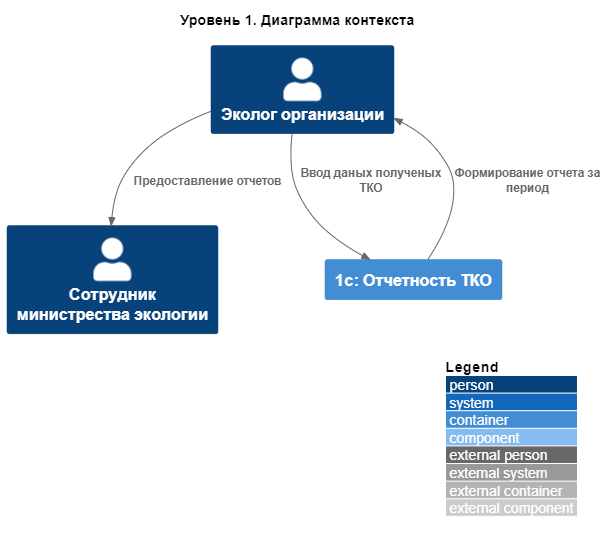 Уровень 1. Диаграмма контекста
Эколог организации
Предоставление отчетов
Ввод даных полученых
ТКО
Формирование отчета за
период
Сотрудник
министрества экологии
1с: Отчетность ТКО
Legend
person
system
container
component
external person
external system
external container
external component